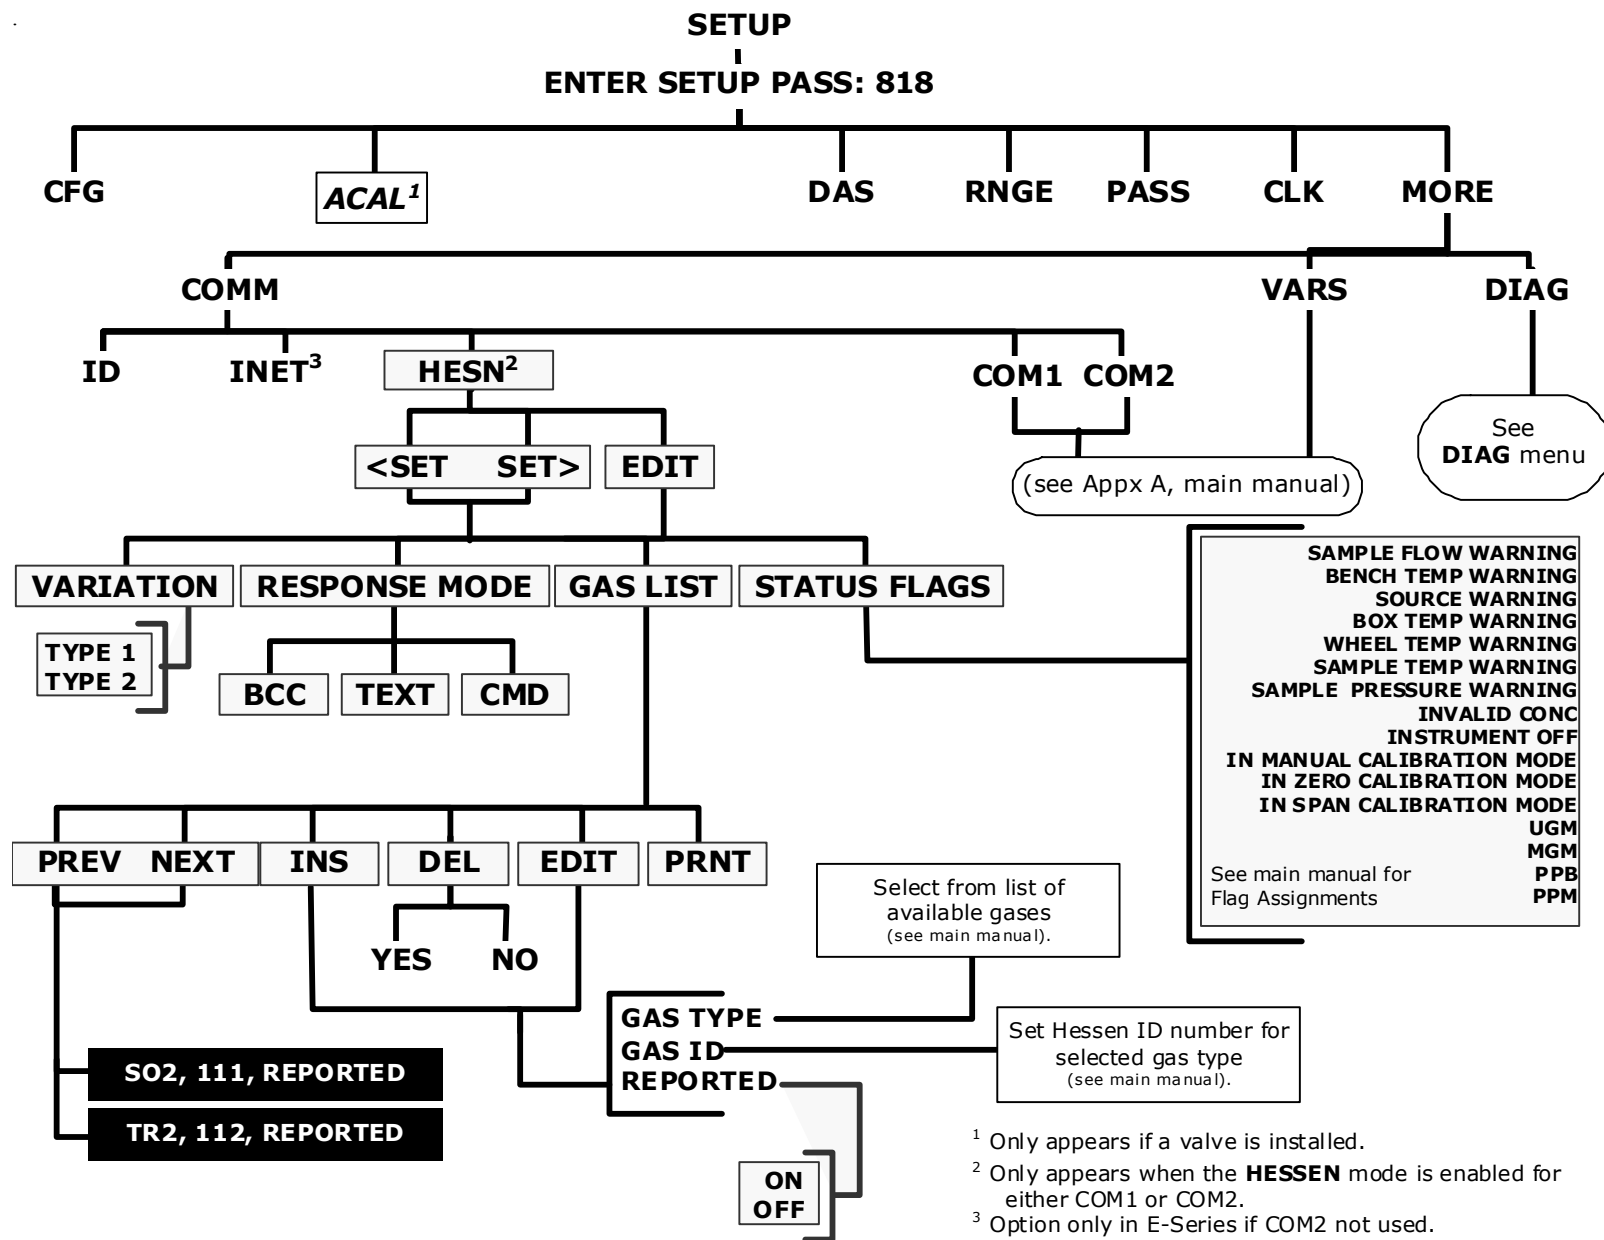 SETUP
ENTER SETUP PASS: 818
CFG
ACAL1
DAS
RNGE
PASS
CLK
MORE
COMM
VARS
DIAG
ID
INET3
HESN2
COM1
COM2
<SET SET>
EDIT
(see Appx A, main manual)
See
DIAG menu
VARIATION
RESPONSE MODE
GAS LIST
STATUS FLAGS
TYPE 1
TYPE 2
BCC
TEXT
CMD
SAMPLE FLOW WARNING
BENCH TEMP WARNING
SOURCE WARNING
BOX TEMP WARNING
WHEEL TEMP WARNING
SAMPLE TEMP WARNING
SAMPLE PRESSURE WARNING
INVALID CONC
INSTRUMENT OFF
IN MANUAL CALIBRATION MODE
IN ZERO CALIBRATION MODE
IN SPAN CALIBRATION MODE
UGM
MGM
See main manual for PPB
Flag Assignments PPM
PREV NEXT
INS
DEL
EDIT
PRNT
YES
NO
Select from list of
available gases
(see main manual).
GAS TYPE
GAS ID
REPORTED
Set Hessen ID number for
selected gas type
(see main manual).
SO2, 111, REPORTED
TR2, 112, REPORTED
ON
OFF
1 Only appears if a valve is installed.
2 Only appears when the HESSEN mode is enabled for
either COM1 or COM2.
3 Option only in E-Series if COM2 not used.